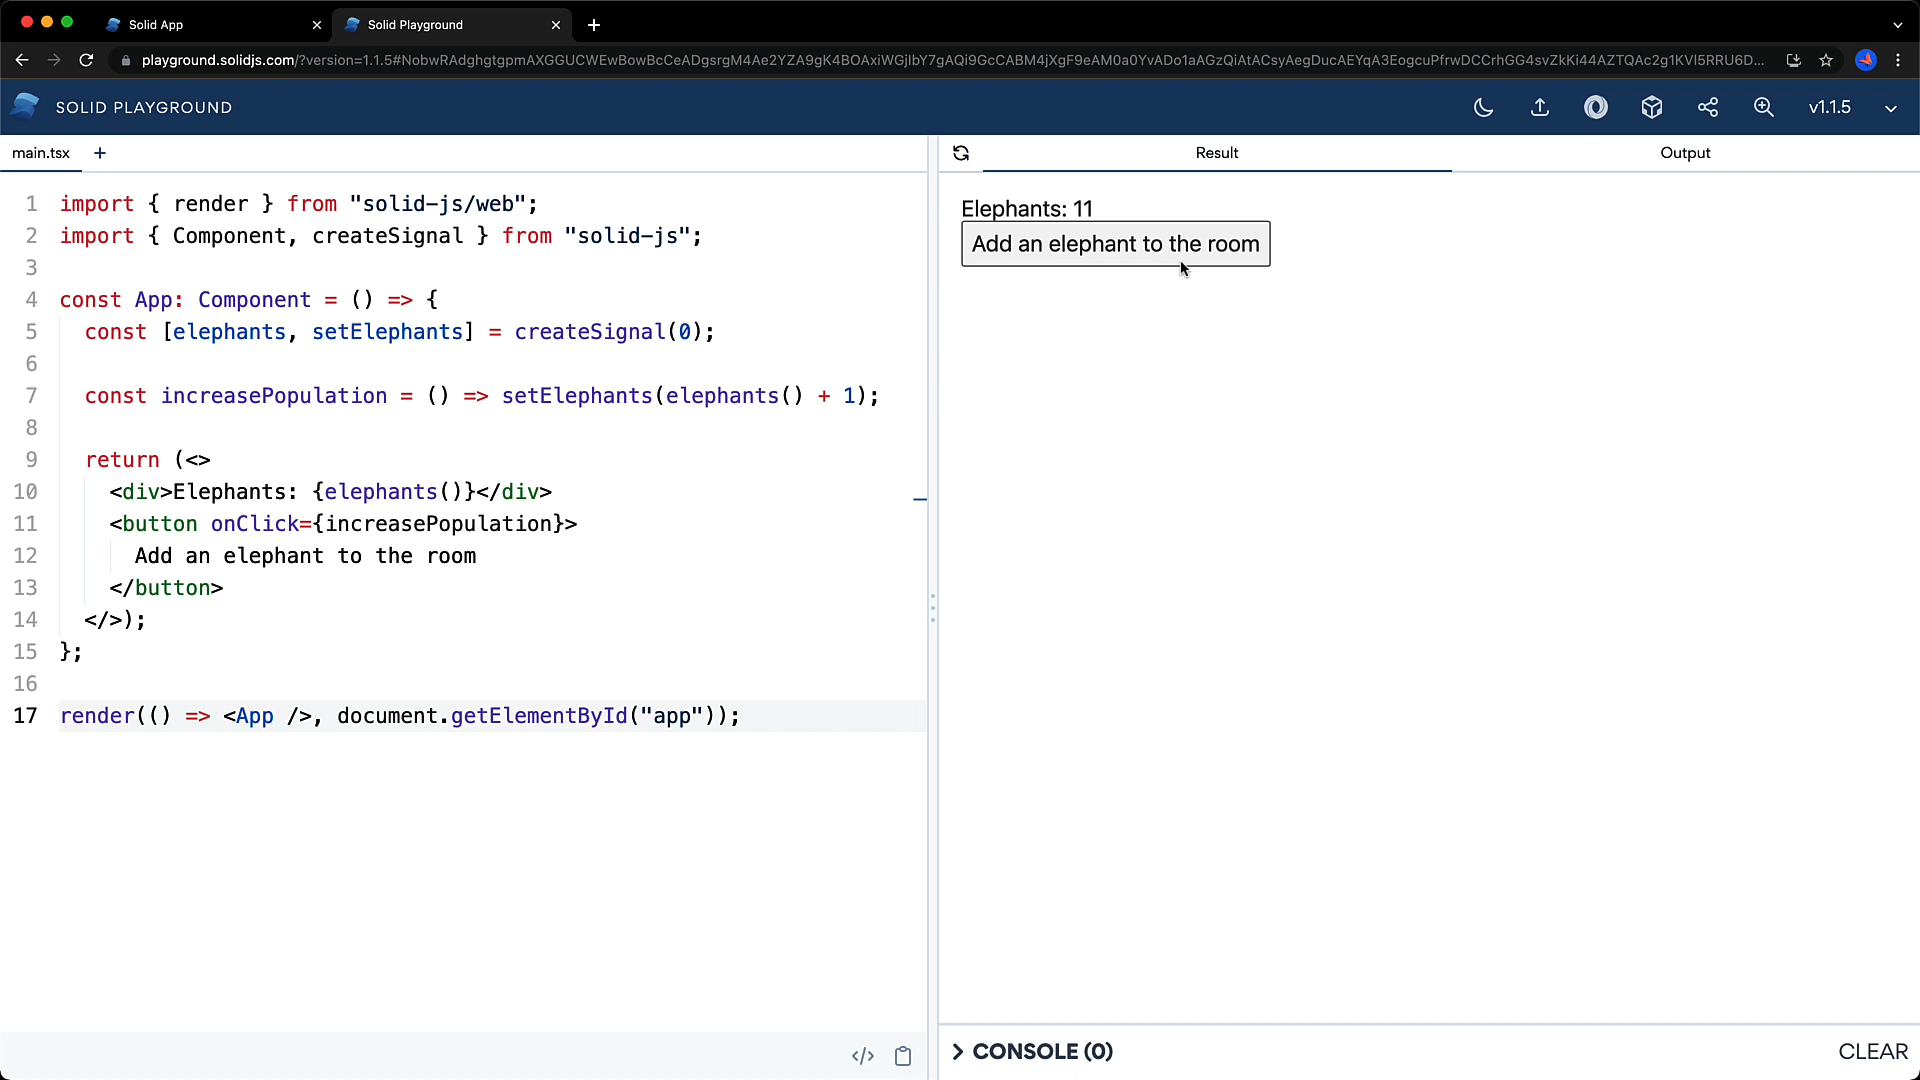 Solid App
Solid Playground
playground.solidjs.com/?version=1.1.5#NobwRAdghgtgpmAXGGUCWEwBowBcCeADgsrgM4Ae2YZA9gK4BOAxiWGjIbY7gAQi9GcCABM4jXgF9eAM0a0YvADo1aAGzQiAtACsyAegDucAEYqA3EogcuPfrwDCCrhGG4svZkKi44AZTQAc2g1KVI5RRU6D...
SOLID PLAYGROUND
v1.1.5
main.tsx
Result
Output
1 import { render } from "solid-js/web";
2 import { Component, createSignal } from "solid-js";
3
4 const App: Component = () => {
5 const [elephants, setElephants] = createSignal(0);
6
7 const increasePopulation = () => setElephants(elephants() + 1);
8
9 return (<>
10 <div>Elephants: {elephants()}</div>
11 <button onClick={increasePopulation}>
12 Add an elephant to the room
13 </button>
14 </>);
15 };
16
17 render(() => <App />, document.getElementById("app"));
Elephants: 11
Add an elephant to the room
CONSOLE (0)
CLEAR